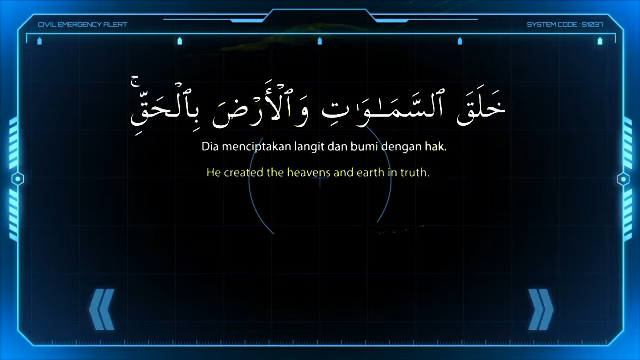 CIVIL EMERGENCY ALERT
SYSTEM CODE : S1037
خَلَقَ ٱلسَّمَـٰوَٰتِ وَٱلْأَرْضَ بِٱلْحَقِّ ۚ
Dia menciptakan langit dan bumi dengan hak.
He created the heavens and earth in truth.